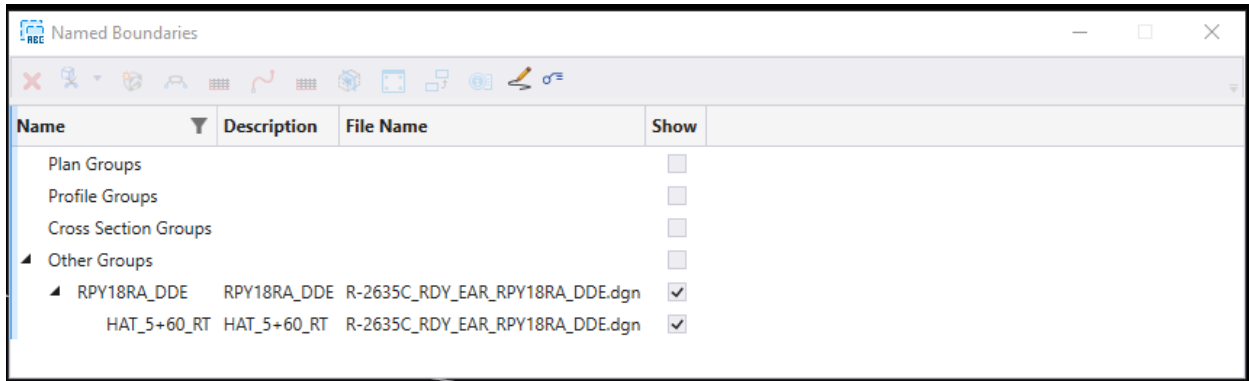 ABC Named Boundaries
Name Description File Name Show
Plan Groups
Profile Groups
Cross Section Groups
Other Groups
RPY18RA_DDE RPY18RA_DDE R-2635C_RDY_EAR_RPY18RA_DDE.dgn
HAT_5+60_RT HAT_5+60_RT R-2635C_RDY_EAR_RPY18RA_DDE.dgn